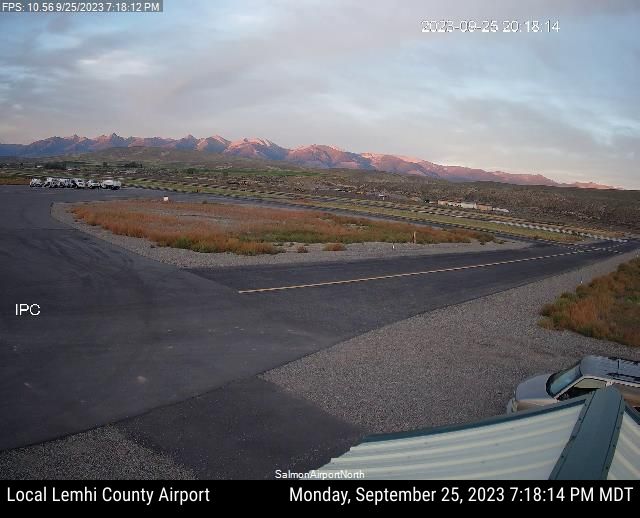 FPS: 10.56 9/25/2023 7:18:12 PM
2023-09-25 20:18:14
IPC
SalmonAirportNorth
Local Lemhi County Airport
Monday, September 25, 2023 7:18:14 PM MDT